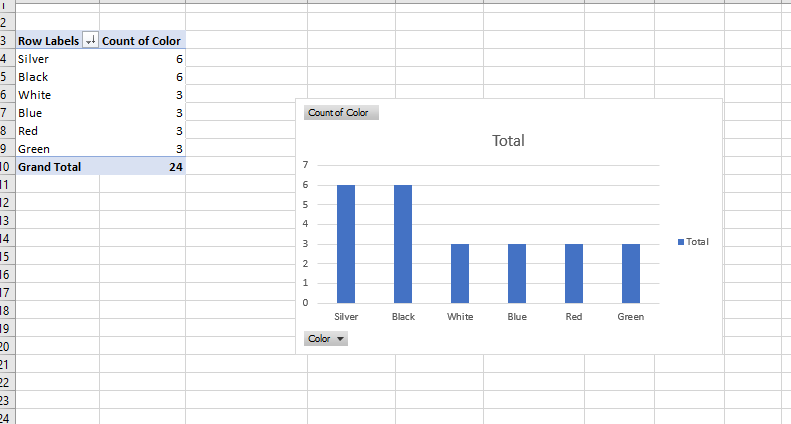 1
2
3 Row Labels Count of Color
4 Silver 6
5 Black 6
6 White 3
7 Blue 3
8 Red 3
9 Green 3
10 Grand Total 24
11
12
13
14
15
16
17
18
19
20
21
22
23
24
Count of Color
Total
7
6
5
4
3
2
1
0
Silver Black White Blue Red Green
Total
Color